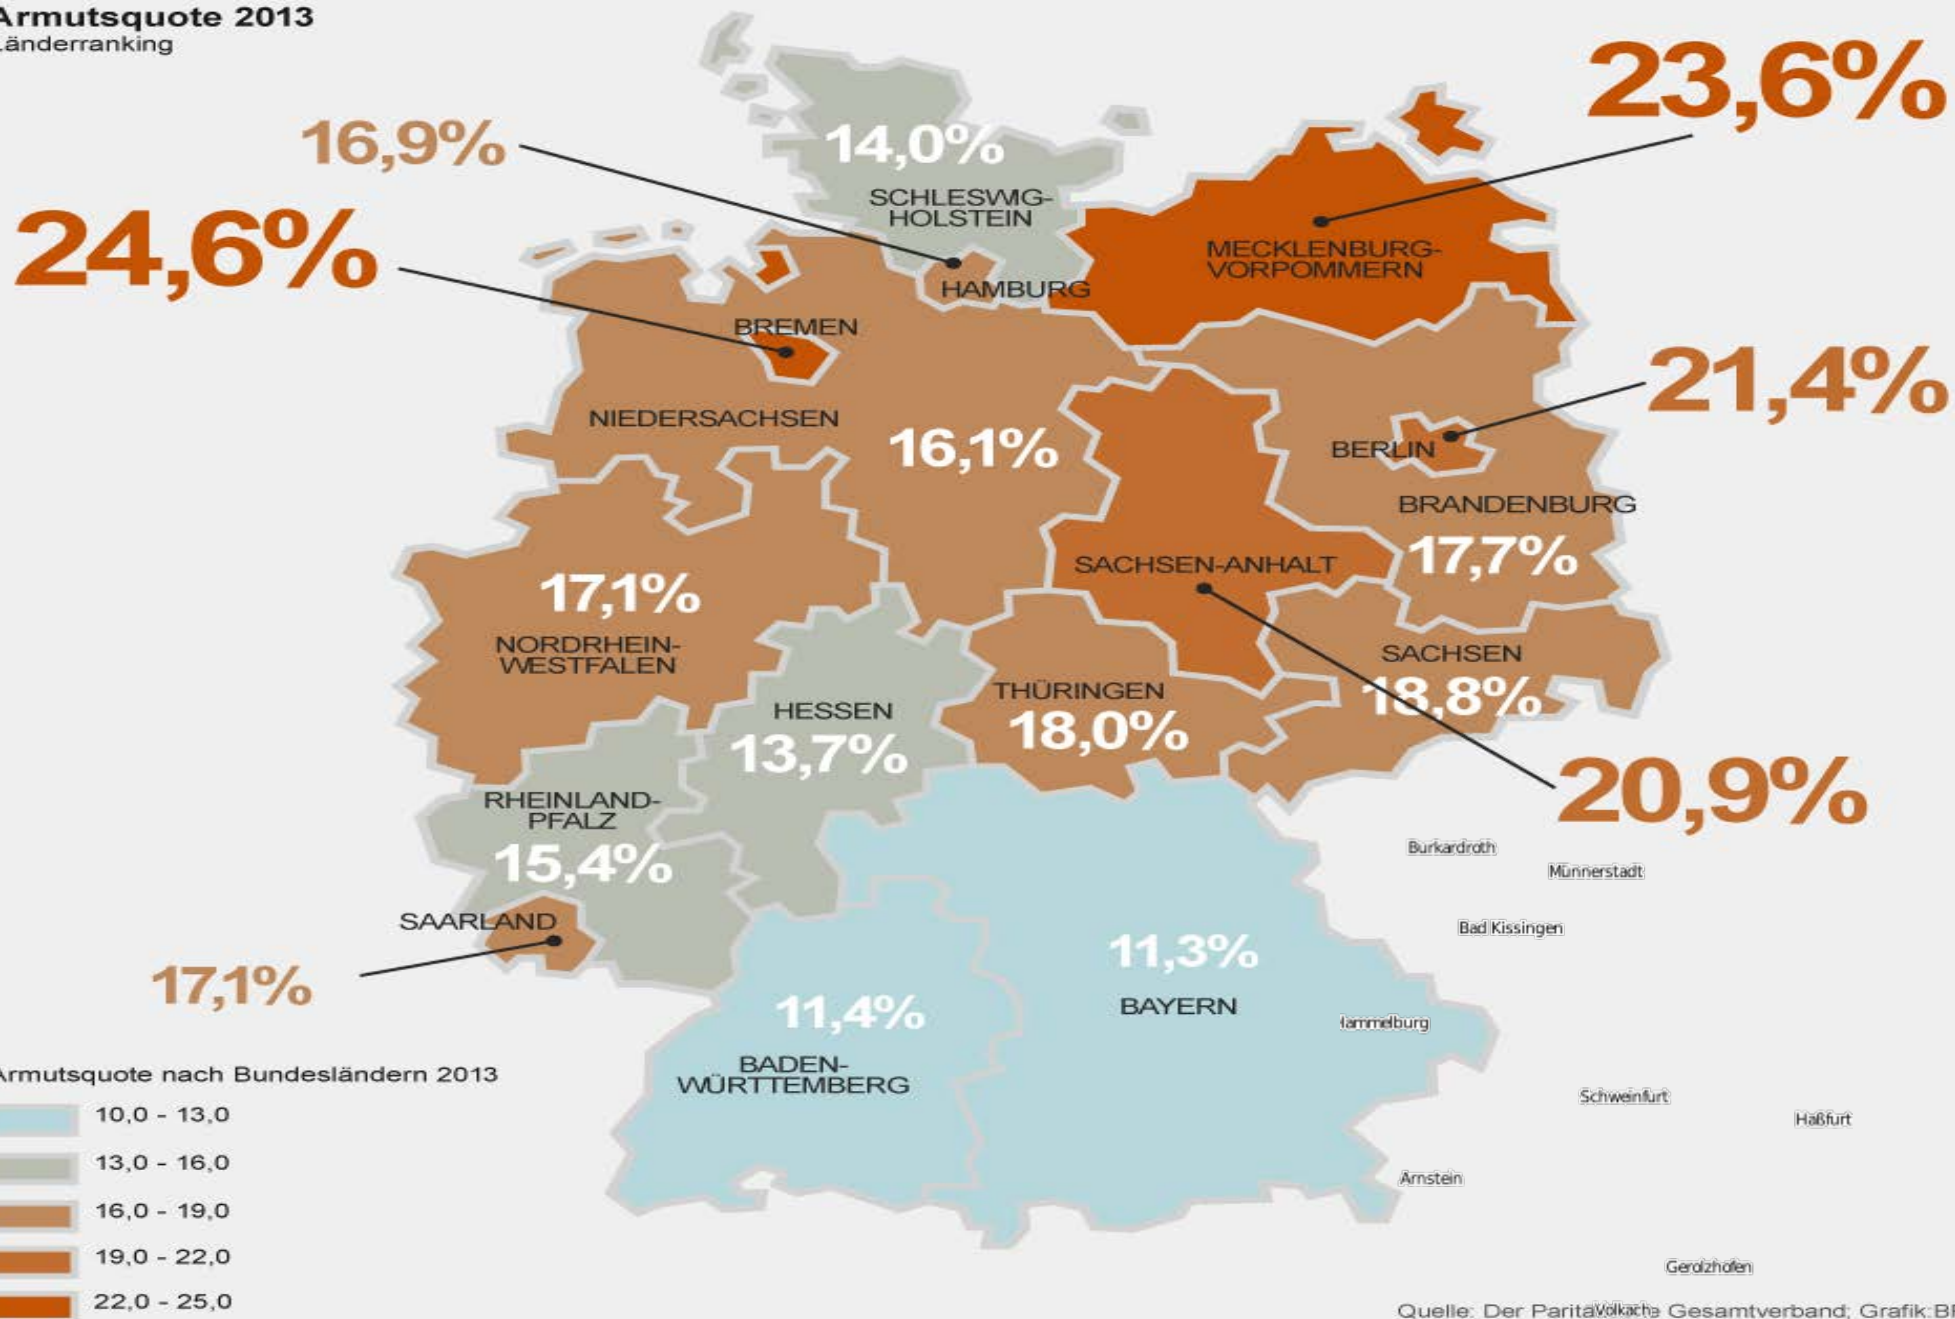 Armutsquote 2013
Länderranking
23,6%
16,9%
14,0%
SCHLESWIG-
HOLSTEIN
24,6%
MECKLENBURG-
VORPOMMERN
HAMBURG
BREMEN
21,4%
NIEDERSACHSEN
16,1%
BERLIN
BRANDENBURG
17,7%
SACHSEN-ANHALT
17,1%
NORDRHEIN-
WESTFALEN
SACHSEN
18,8%
THÜRINGEN
18,0%
HESSEN
13,7%
20,9%
RHEINLAND-
PFALZ
15,4%
Burkardroth
Münnerstadt
SAARLAND
Bad Kissingen
17,1%
11,3%
BAYERN
11,4%
BADEN-
WÜRTTEMBERG
Hammelburg
Armutsquote nach Bundesländern 2013
10,0 - 13,0
13,0 - 16,0
16,0 - 19,0
19,0 - 22,0
22,0 - 25,0
Schweinfurt
Haßfurt
Arnstein
Gerolzhofen
Volkach
Quelle: Der Paritätische Gesamtverband; Grafik: